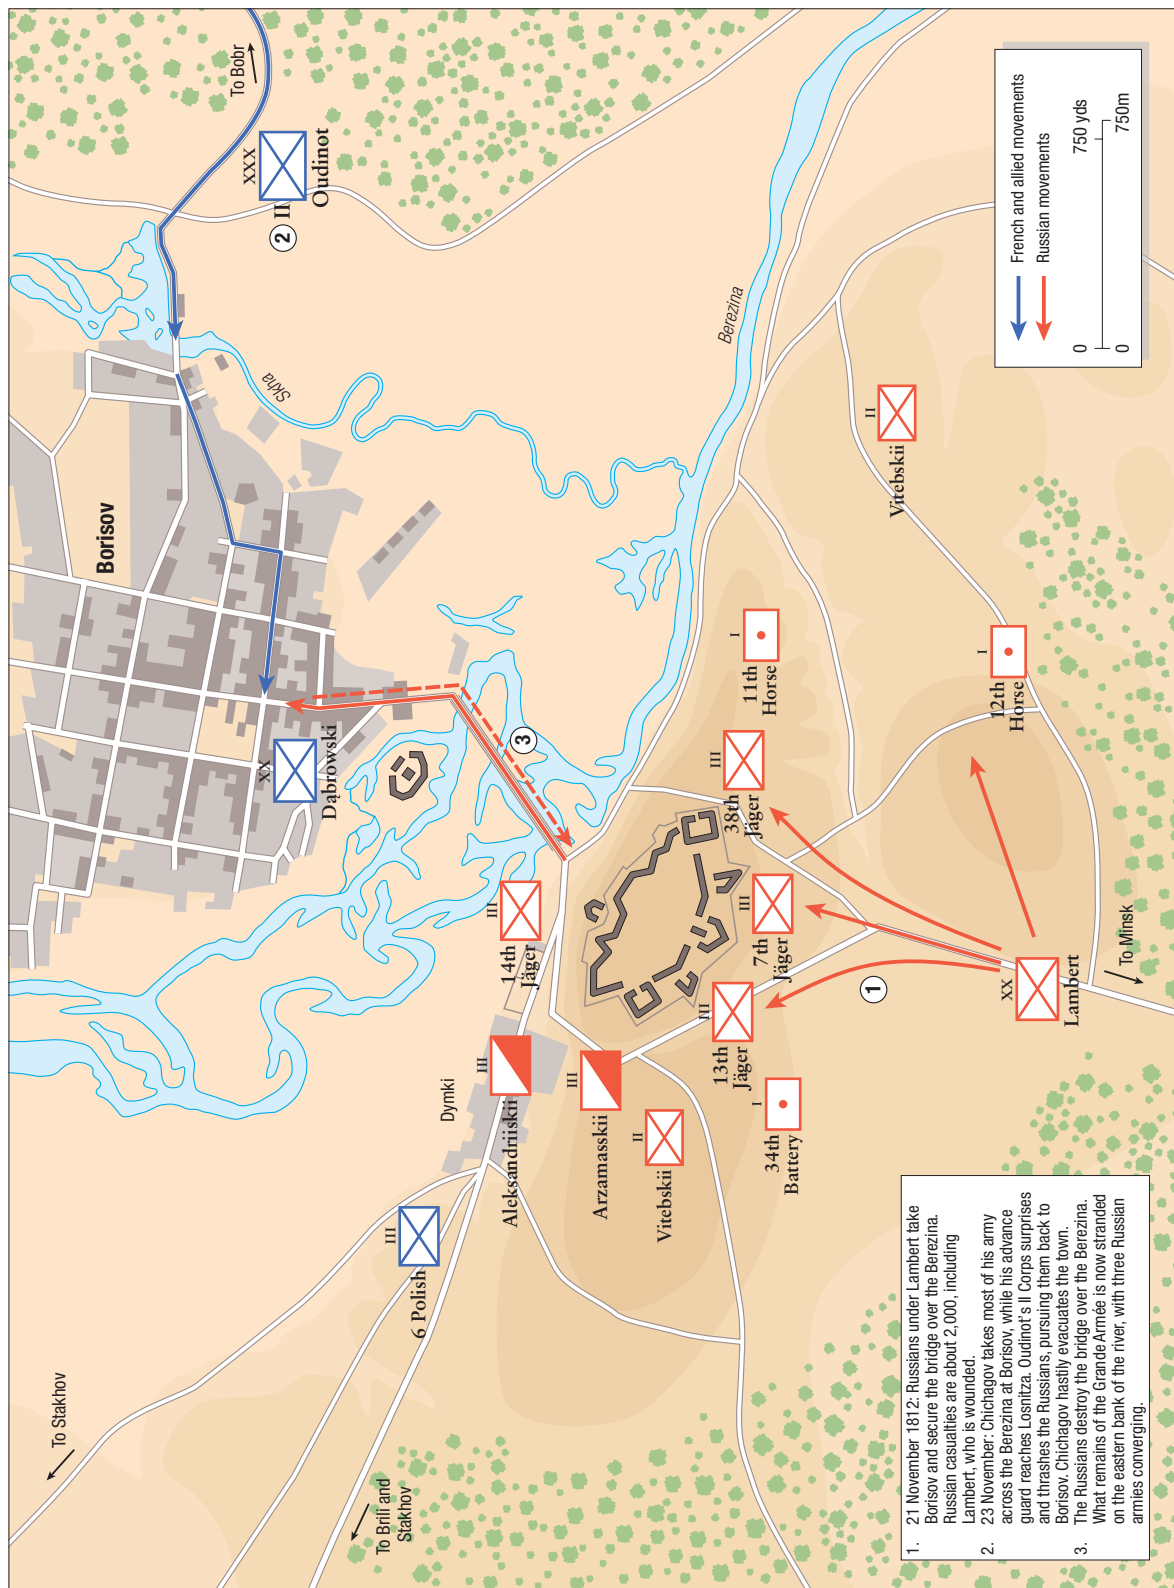 To Bobr
XXX
II
Oudinot
2
Borisov
Skha
Berezina
XX
Dąbrowski
3
III
14th
Jäger
Dymki
III
Aleksandriiskii
III
Arzamasskii
II
Vitebskii
III
6 Polish
To Stakhov
To Brili and
Stakhov
III
38th
Jäger
III
7th
Jäger
III
13th
Jäger
I
34th
Battery
I
11th
Horse
I
12th
Horse
II
Vitebskii
1
XX
Lambert
To Minsk
French and allied movements
Russian movements
0 750 yds
0 750m
1. 21 November 1812: Russians under Lambert take
Borisov and secure the bridge over the Berezina.
Russian casualties are about 2,000, including
Lambert, who is wounded.
2. 23 November: Chichagov takes most of his army
across the Berezina at Borisov, while his advance
guard reaches Losnitza. Oudinot' s II Corps surprises
and thrashes the Russians, pursuing them back to
Borisov. Chichagov hastily evacuates the town.
3. The Russians destroy the bridge over the Berezina.
What remains of the Grande Armée is now stranded
on the eastern bank of the river, with three Russian
armies converging.